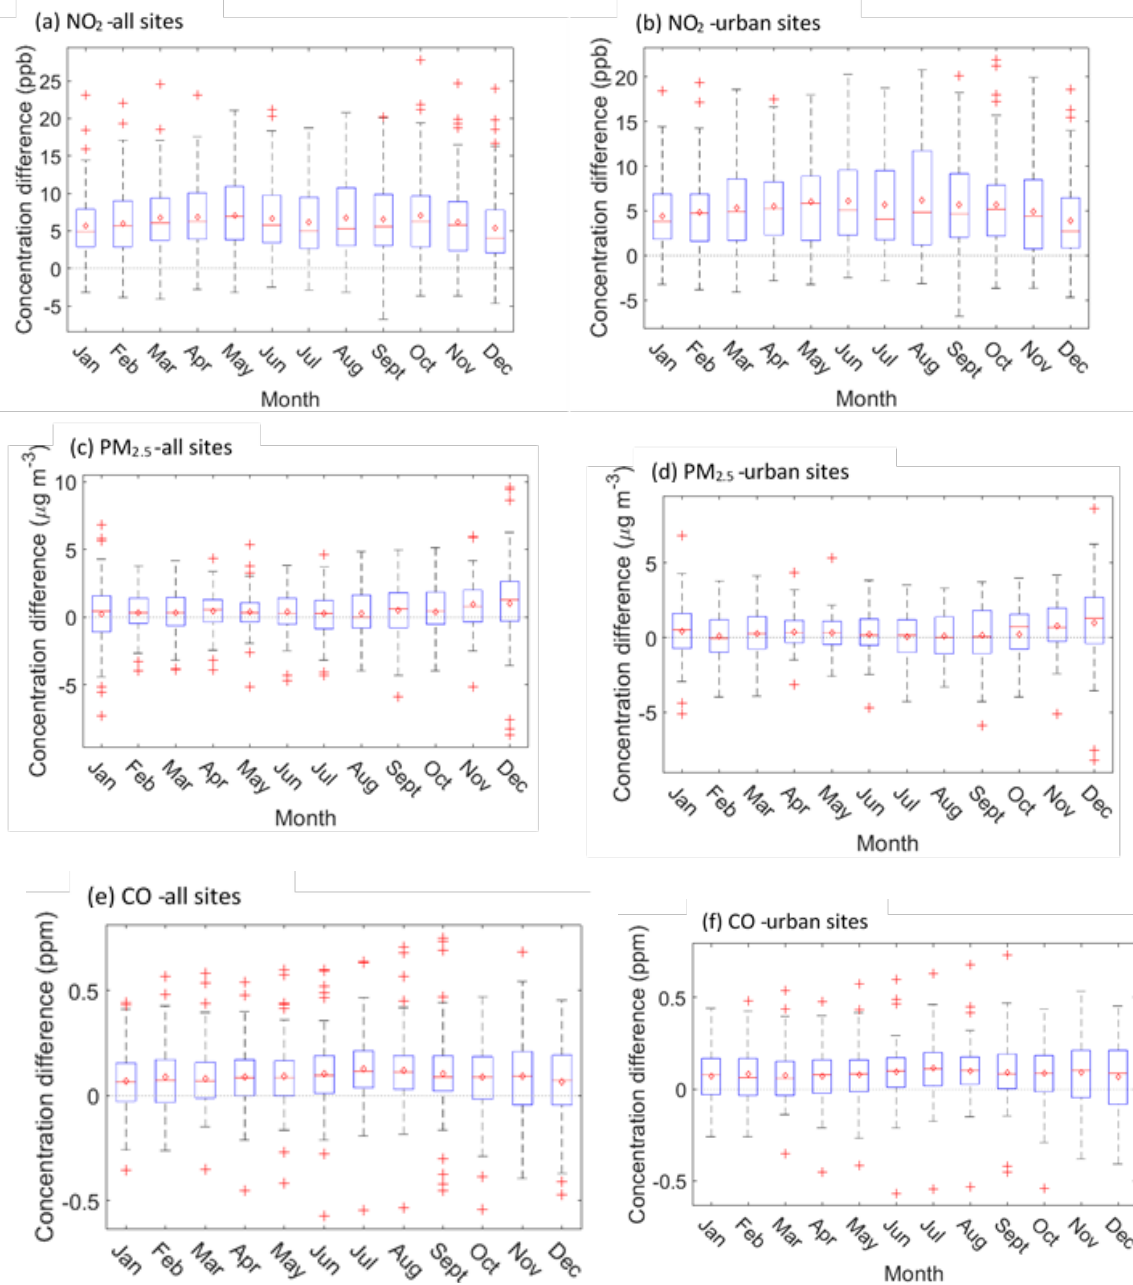 (a) NO₂ -all sites
Concentration difference (ppb)
25
20
15
10
5
0
-5
Jan Feb Mar Apr May Jun Jul Aug Sept Oct Nov Dec
Month
(b) NO₂ -urban sites
Concentration difference (ppb)
20
15
10
5
0
-5
Jan Feb Mar Apr May Jun Jul Aug Sept Oct Nov Dec
Month
(c) PM₂.₅ -all sites
Concentration difference (μg m⁻³)
10
5
0
-5
Jan Feb Mar Apr May Jun Jul Aug Sept Oct Nov Dec
Month
(d) PM₂.₅ -urban sites
Concentration difference (μg m⁻³)
5
0
-5
Jan Feb Mar Apr May Jun Jul Aug Sept Oct Nov Dec
Month
(e) CO -all sites
Concentration difference (ppm)
0.5
0
-0.5
Jan Feb Mar Apr May Jun Jul Aug Sept Oct Nov Dec
(f) CO -urban sites
Concentration difference (ppm)
0.5
0
-0.5
Jan Feb Mar Apr May Jun Jul Aug Sept Oct Nov Dec
Month